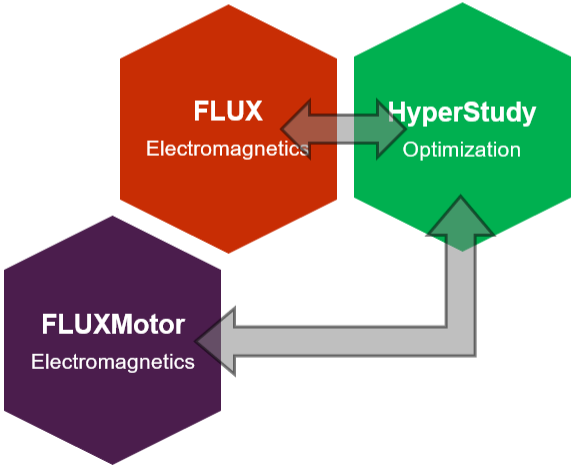 FLUX
Electromagnetics
HyperStudy
Optimization
FLUXMotor
Electromagnetics